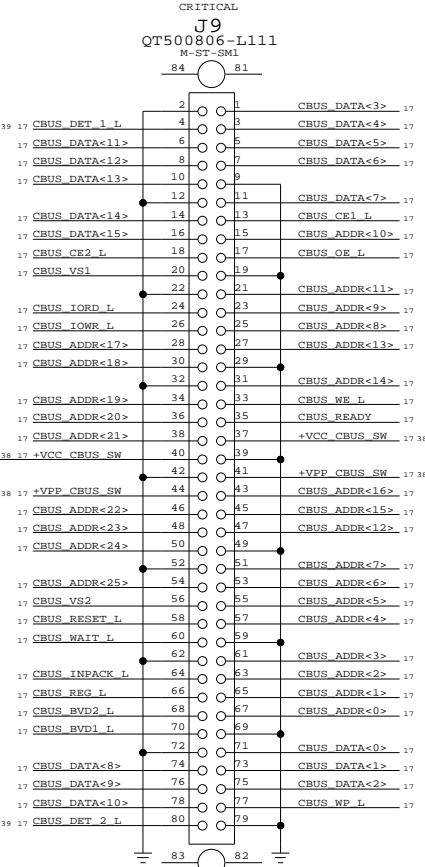 CRITICAL
J9
QT500806-L111
M-ST-SM1
84 81
2 1 CBUS_DATA<3> 17
39 17 CBUS_DET_1_L 4 3 CBUS_DATA<4> 17
17 CBUS_DATA<11> 6 5 CBUS_DATA<5> 17
17 CBUS_DATA<12> 8 7 CBUS_DATA<6> 17
17 CBUS_DATA<13> 10 9
12 11 CBUS_DATA<7> 17
17 CBUS_DATA<14> 14 13 CBUS_CE1_L 17
17 CBUS_DATA<15> 16 15 CBUS_ADDR<10> 17
17 CBUS_CE2_L 18 17 CBUS_OE_L 17
17 CBUS_VS1 20 19
22 21 CBUS_ADDR<11> 17
17 CBUS_IORD_L 24 23 CBUS_ADDR<9> 17
17 CBUS_IOWR_L 26 25 CBUS_ADDR<8> 17
17 CBUS_ADDR<17> 28 27 CBUS_ADDR<13> 17
17 CBUS_ADDR<18> 30 29
32 31 CBUS_ADDR<14> 17
17 CBUS_ADDR<19> 34 33 CBUS_WE_L 17
17 CBUS_ADDR<20> 36 35 CBUS_READY 17
17 CBUS_ADDR<21> 38 37 +VCC_CBUS_SW 17 38
38 17 +VCC_CBUS_SW 40 39
42 41 +VPP_CBUS_SW 17 38
38 17 +VPP_CBUS_SW 44 43 CBUS_ADDR<16> 17
17 CBUS_ADDR<22> 46 45 CBUS_ADDR<15> 17
17 CBUS_ADDR<23> 48 47 CBUS_ADDR<12> 17
17 CBUS_ADDR<24> 50 49
52 51 CBUS_ADDR<7> 17
17 CBUS_ADDR<25> 54 53 CBUS_ADDR<6> 17
17 CBUS_VS2 56 55 CBUS_ADDR<5> 17
17 CBUS_RESET_L 58 57 CBUS_ADDR<4> 17
17 CBUS_WAIT_L 60 59
62 61 CBUS_ADDR<3> 17
17 CBUS_INPACK_L 64 63 CBUS_ADDR<2> 17
17 CBUS_REG_L 66 65 CBUS_ADDR<1> 17
17 CBUS_BVD2_L 68 67 CBUS_ADDR<0> 17
17 CBUS_BVD1_L 70 69
72 71 CBUS_DATA<0> 17
17 CBUS_DATA<8> 74 73 CBUS_DATA<1> 17
17 CBUS_DATA<9> 76 75 CBUS_DATA<2> 17
17 CBUS_DATA<10> 78 77 CBUS_WP_L 17
39 17 CBUS_DET_2_L 80 79
83 82